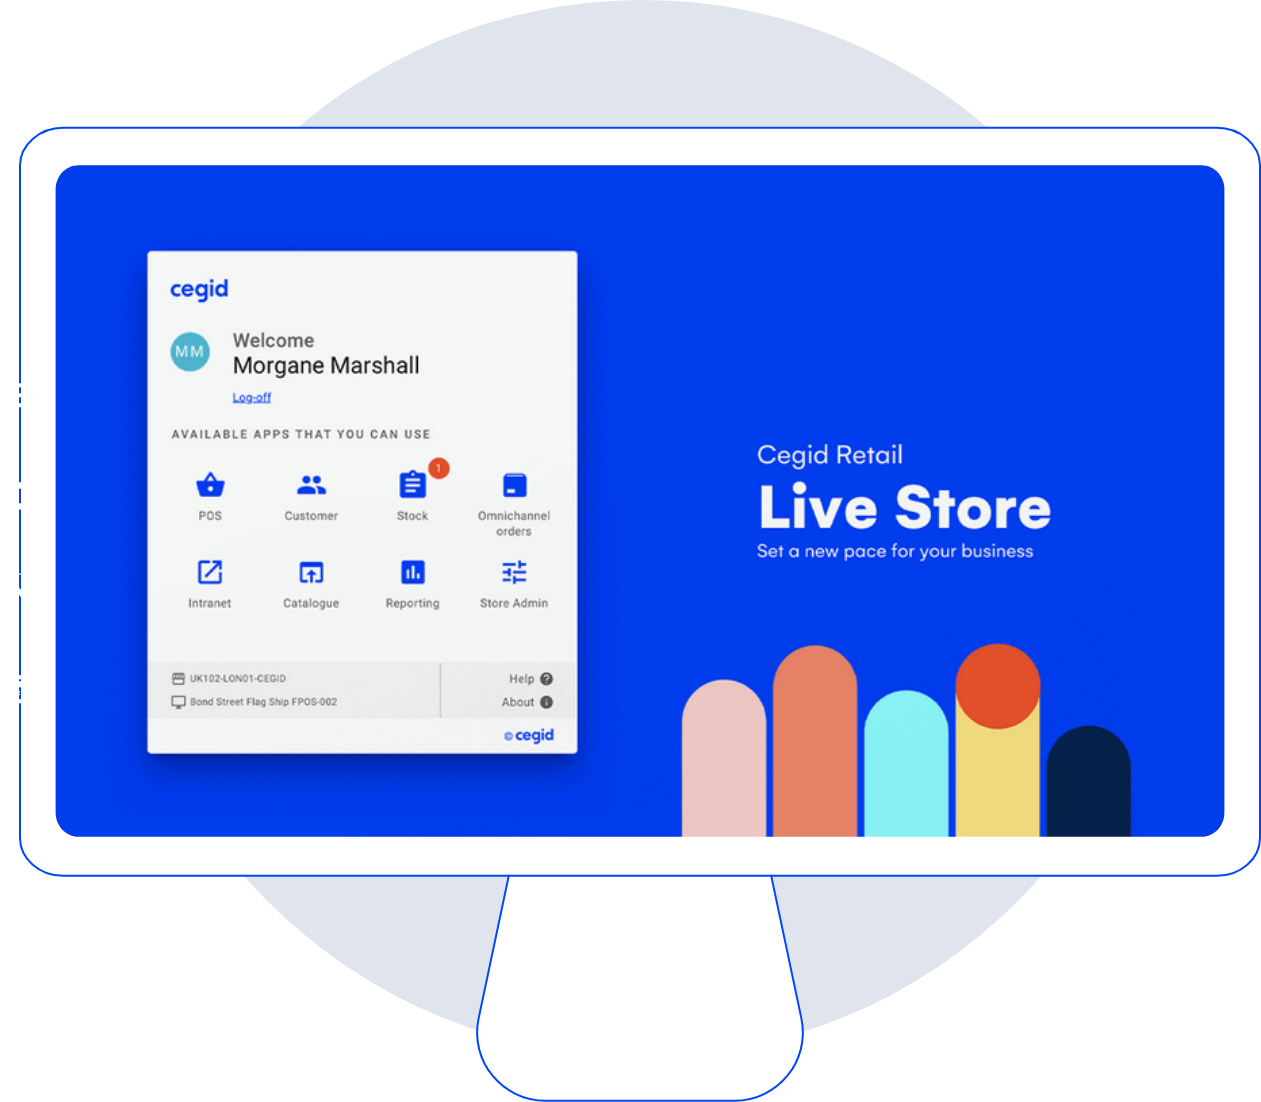 cegid
MM
Welcome
Morgane Marshall
Log-off
AVAILABLE APPS THAT YOU CAN USE
1
POS
Customer
Stock
Omnichannel
orders
Intranet
Catalogue
Reporting
Store Admin
UK102-LON01-CEGID
Help ?
Bond Street Flag Ship FPOS-002
About i
© cegid
Cegid Retail
Live Store
Set a new pace for your business